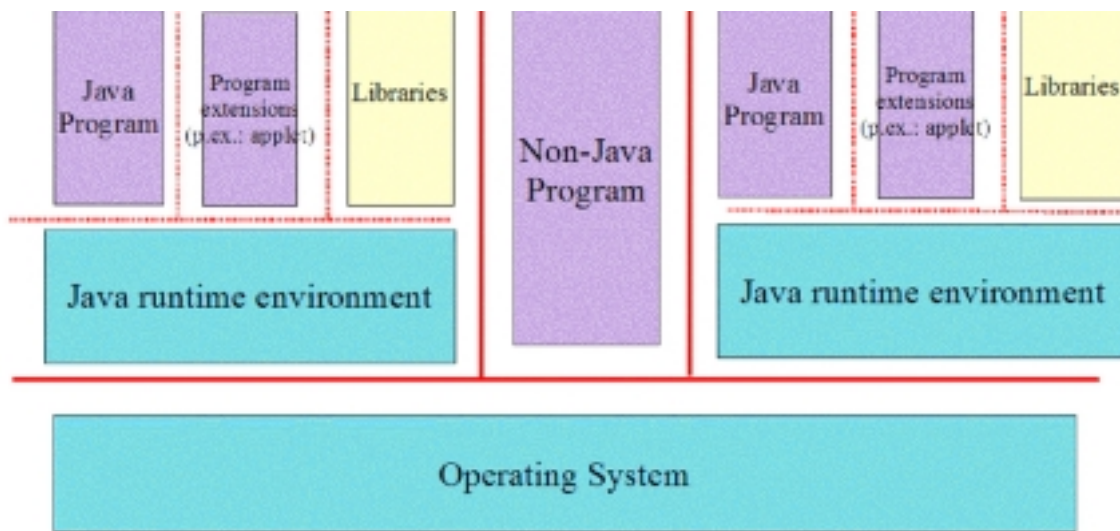 Java
Program
Program
extensions
(p.ex.: applet)
Libraries
Non-Java
Program
Java
Program
Program
extensions
(p.ex.: applet)
Libraries
Java runtime environment
Java runtime environment
Operating System